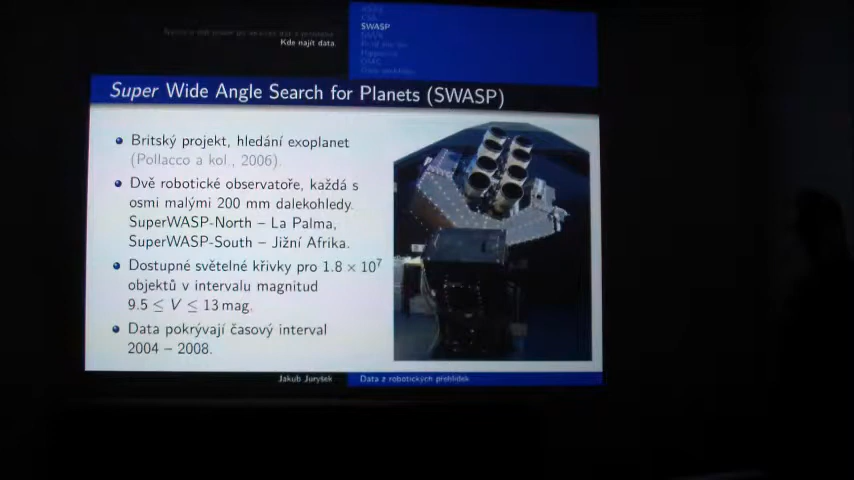 SWASP
Kde najít data.
Super Wide Angle Search for Planets (SWASP)
Britský projekt, hledání exoplanet
(Pollacco a kol., 2006).
Dvě robotické observatoře, každá s
osmi malými 200 mm dalekohledy.
SuperWASP-North – La Palma,
SuperWASP-South – Jižní Afrika.
Dostupné světelné křivky pro 1.8 × 10⁷
objektů v intervalu magnitud
9.5 ≤ V ≤ 13 mag.
Data pokrývají časový interval
2004 – 2008.
Jakub Juryšek
Data z robotických přehlídek